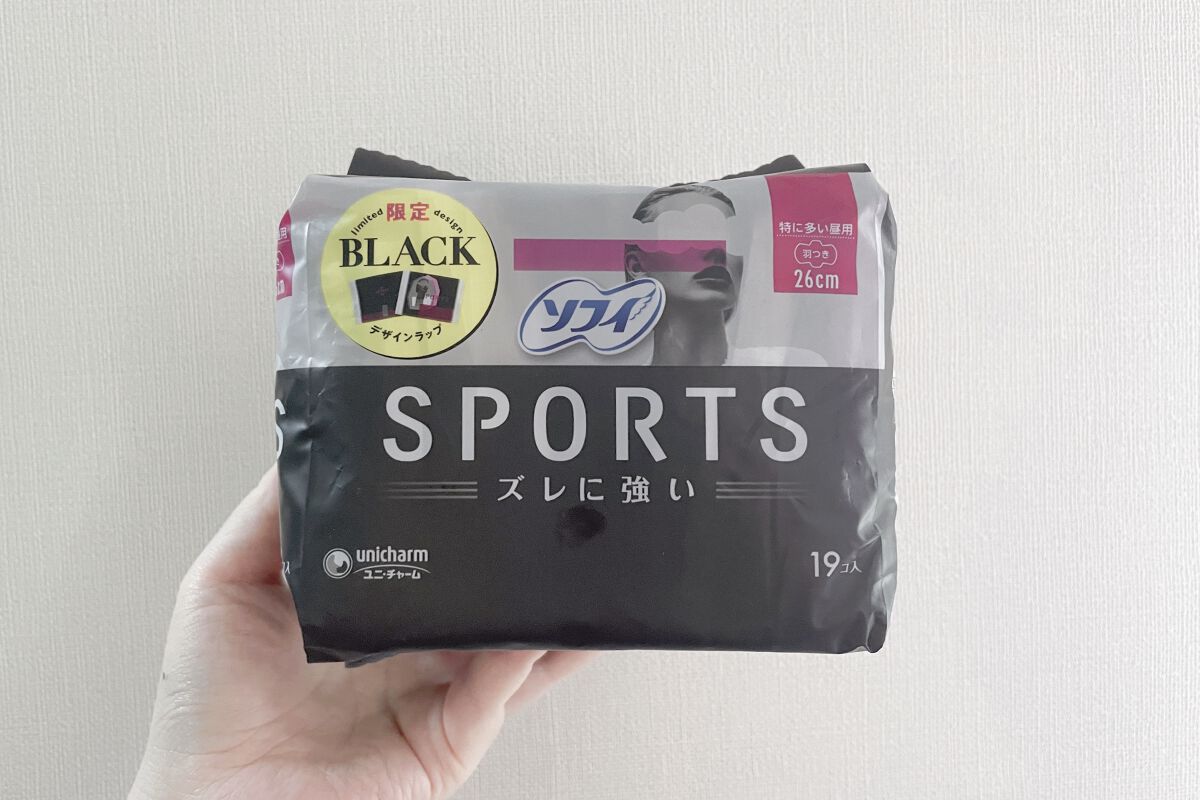 limited 限定 design
BLACK
デザインラップ
ソフィ
特に多い昼用
羽つき
26cm
SPORTS
ズレに強い
unicharm
ユニ・チャーム
19コ入
用
S
入